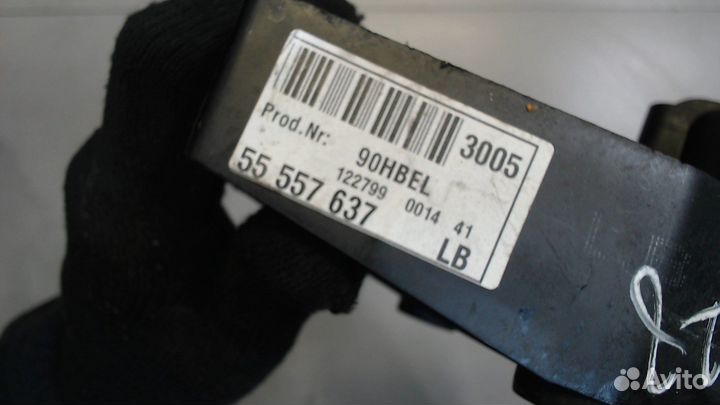 3005
Prod.Nr: 90HBEL
122799 0014 41
55 557 637 LB
Avito